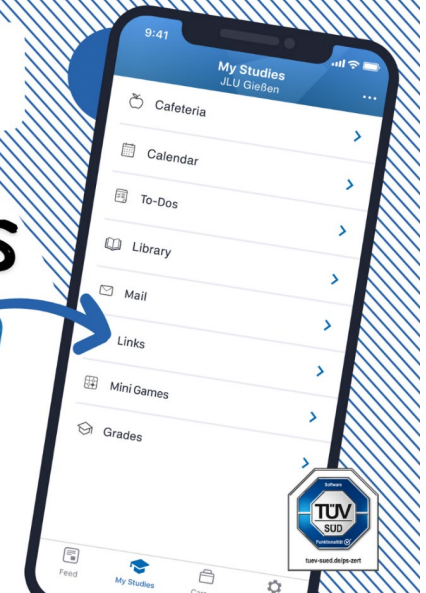 9:41
My Studies
JLU Gießen
Cafeteria
Calendar
To-Dos
Library
Mail
Links
Mini Games
Grades
Software
TÜV
SÜD
Funktionalität
tuev-sued.de/ps-zert
Feed
My Studies